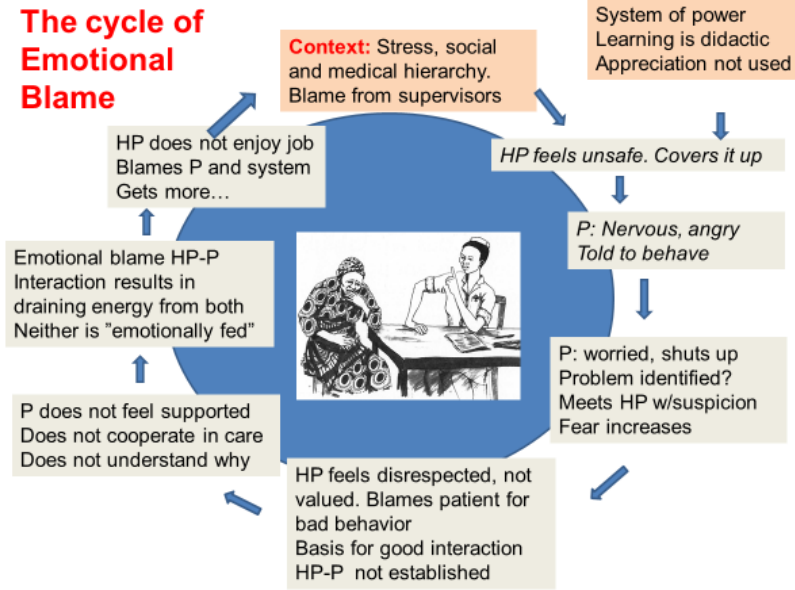 The cycle of
Emotional
Blame
Context: Stress, social
and medical hierarchy.
Blame from supervisors
System of power
Learning is didactic
Appreciation not used
HP feels unsafe. Covers it up
P: Nervous, angry
Told to behave
P: worried, shuts up
Problem identified?
Meets HP w/suspicion
Fear increases
HP feels disrespected, not
valued. Blames patient for
bad behavior
Basis for good interaction
HP-P not established
P does not feel supported
Does not cooperate in care
Does not understand why
Emotional blame HP-P
Interaction results in
draining energy from both
Neither is ”emotionally fed”
HP does not enjoy job
Blames P and system
Gets more…